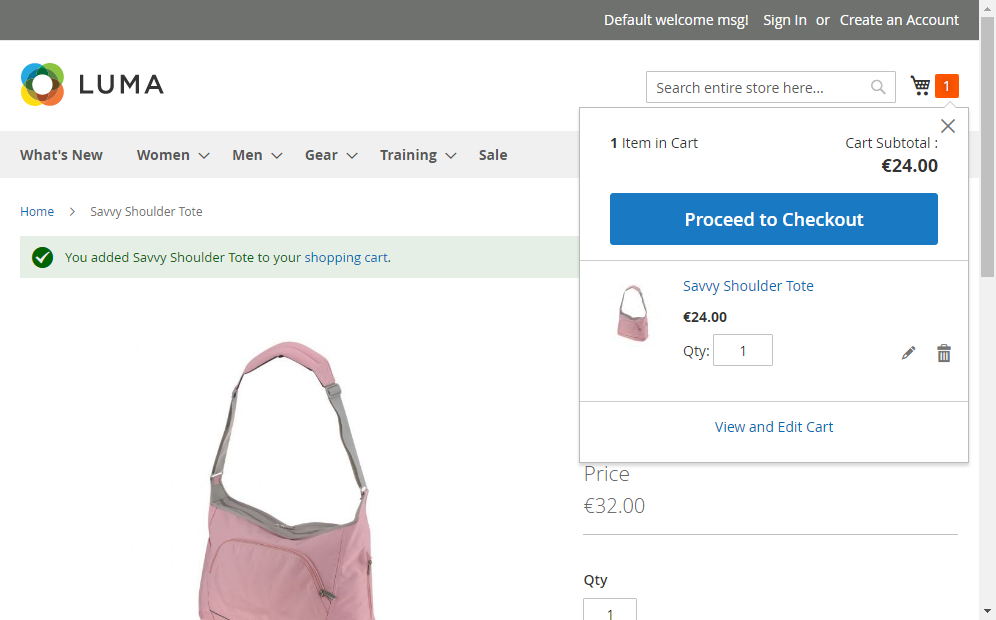 Default welcome msg! Sign In or Create an Account
LUMA
Search entire store here...
1
What's New Women Men Gear Training Sale
1 Item in Cart
Cart Subtotal :
€24.00
Proceed to Checkout
Home > Savvy Shoulder Tote
You added Savvy Shoulder Tote to your shopping cart.
Savvy Shoulder Tote
€24.00
Qty: 1
View and Edit Cart
Price
€32.00
Qty
1